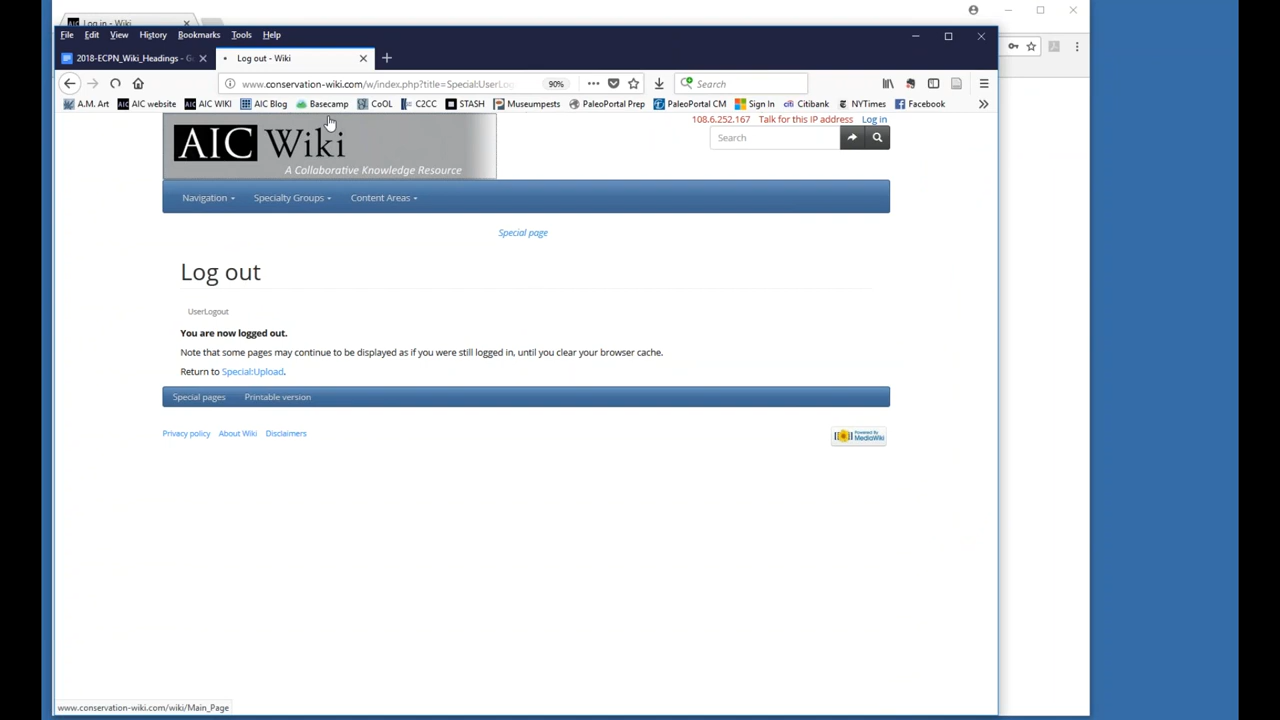 AIC Log in - Wiki
File Edit View History Bookmarks Tools Help
2018-ECPN_Wiki_Headings - G
Log out - Wiki
www.conservation-wiki.com/w/index.php?title=Special:UserLo
90%
Search
A.M. Art AIC website AIC WIKI AIC Blog Basecamp CoOL C2CC STASH Museumpests PaleoPortal Prep PaleoPortal CM Sign In Citibank NYTimes Facebook
108.6.252.167 Talk for this IP address Log in
AIC Wiki
A Collaborative Knowledge Resource
Search
Navigation Specialty Groups Content Areas
Special page
Log out
UserLogout
You are now logged out.
Note that some pages may continue to be displayed as if you were still logged in, until you clear your browser cache.
Return to Special:Upload.
Special pages Printable version
Privacy policy About Wiki Disclaimers
Powered By
MediaWiki
www.conservation-wiki.com/wiki/Main_Page